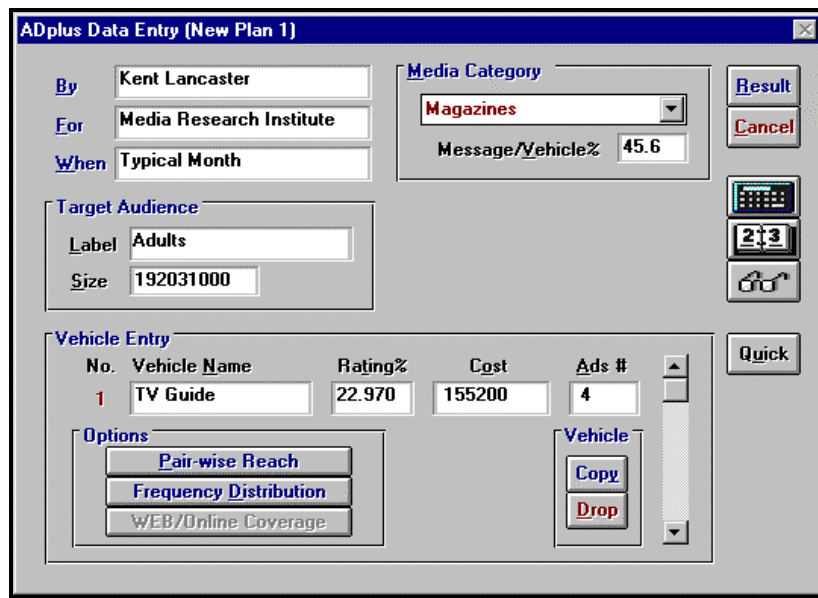 ADplus Data Entry (New Plan 1)
By Kent Lancaster
For Media Research Institute
When Typical Month
Media Category
Magazines
Message/Vehicle% 45.6
Result
Cancel
Target Audience
Label Adults
Size 192031000
2 3
Vehicle Entry
No. Vehicle Name Rating% Cost Ads #
1 TV Guide 22.970 155200 4
Quick
Options
Pair-wise Reach
Frequency Distribution
WEB/Online Coverage
Vehicle
Copy
Drop